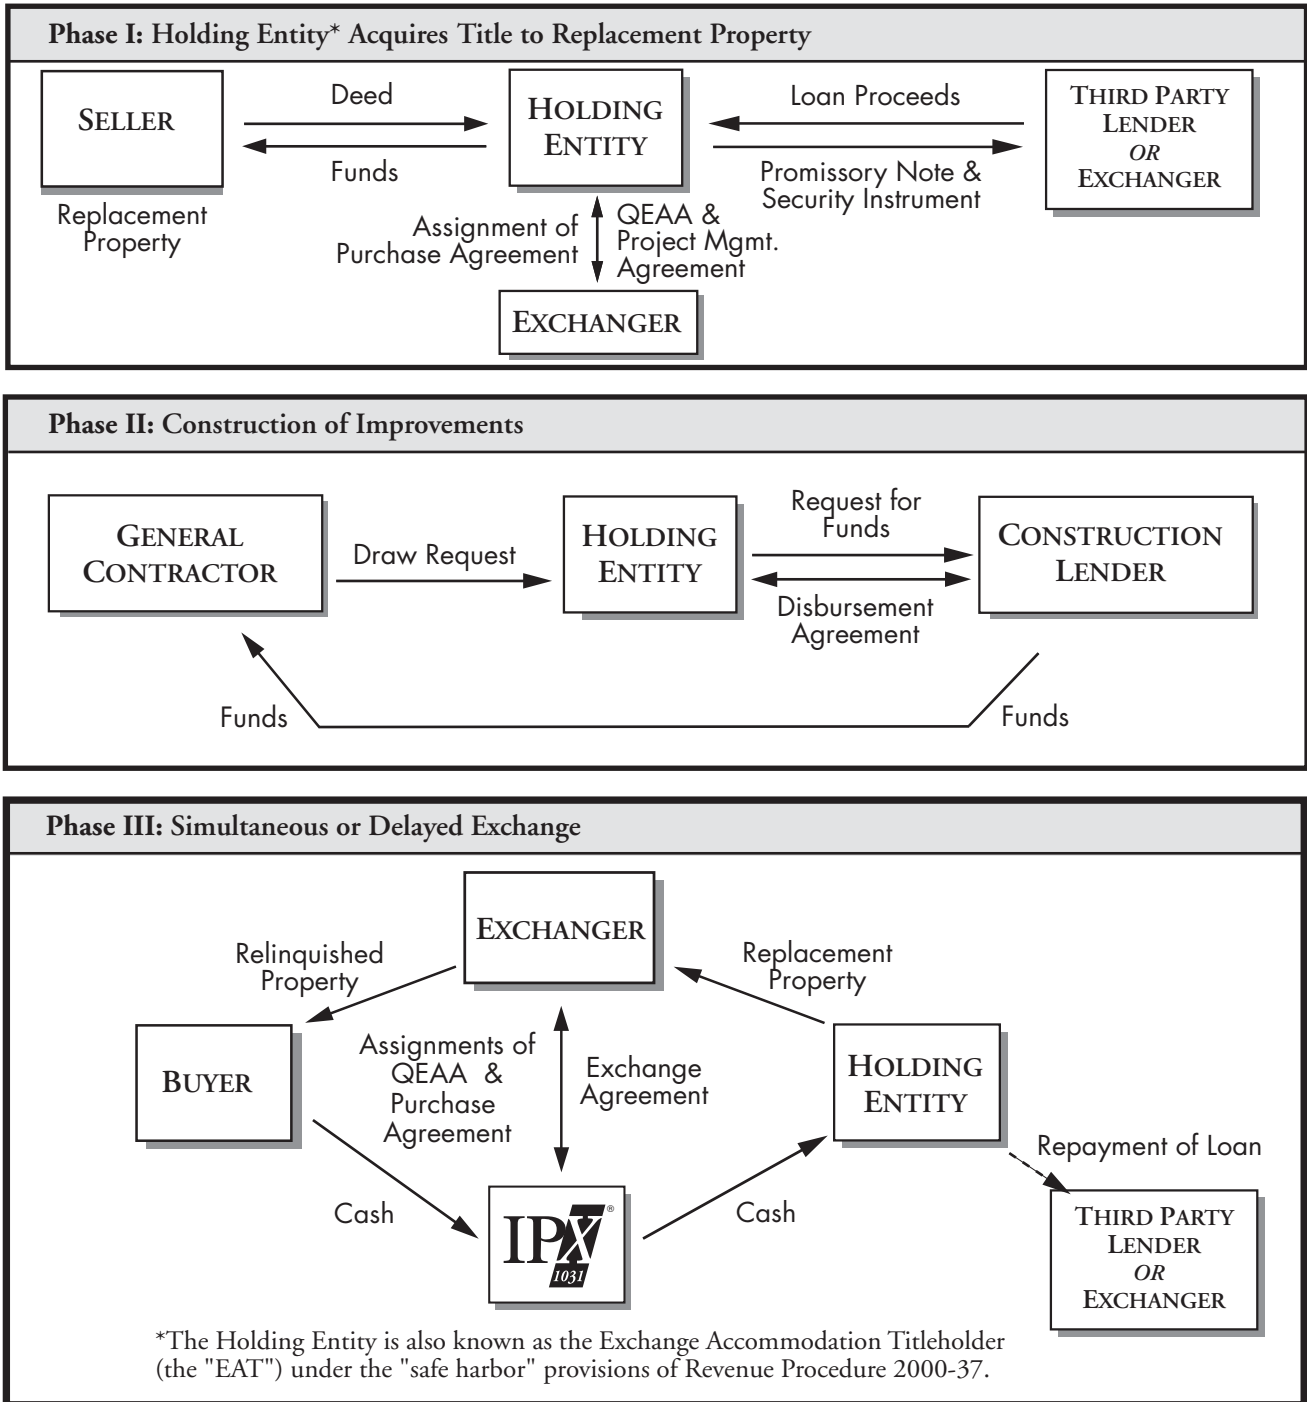 Phase I: Holding Entity* Acquires Title to Replacement Property
SELLER
Deed
Funds
Replacement
Property
HOLDING
ENTITY
Loan Proceeds
Promissory Note &
Security Instrument
THIRD PARTY
LENDER
OR
EXCHANGER
Assignment of
Purchase Agreement
QEAA &
Project Mgmt.
Agreement
EXCHANGER
Phase II: Construction of Improvements
GENERAL
CONTRACTOR
Draw Request
HOLDING
ENTITY
Request for
Funds
Disbursement
Agreement
CONSTRUCTION
LENDER
Funds
Funds
Phase III: Simultaneous or Delayed Exchange
EXCHANGER
Relinquished
Property
Replacement
Property
BUYER
Assignments of
QEAA &
Purchase
Agreement
Exchange
Agreement
HOLDING
ENTITY
Repayment of Loan
Cash
IPX®
1031
Cash
THIRD PARTY
LENDER
OR
EXCHANGER
*The Holding Entity is also known as the Exchange Accommodation Titleholder
(the "EAT") under the "safe harbor" provisions of Revenue Procedure 2000-37.